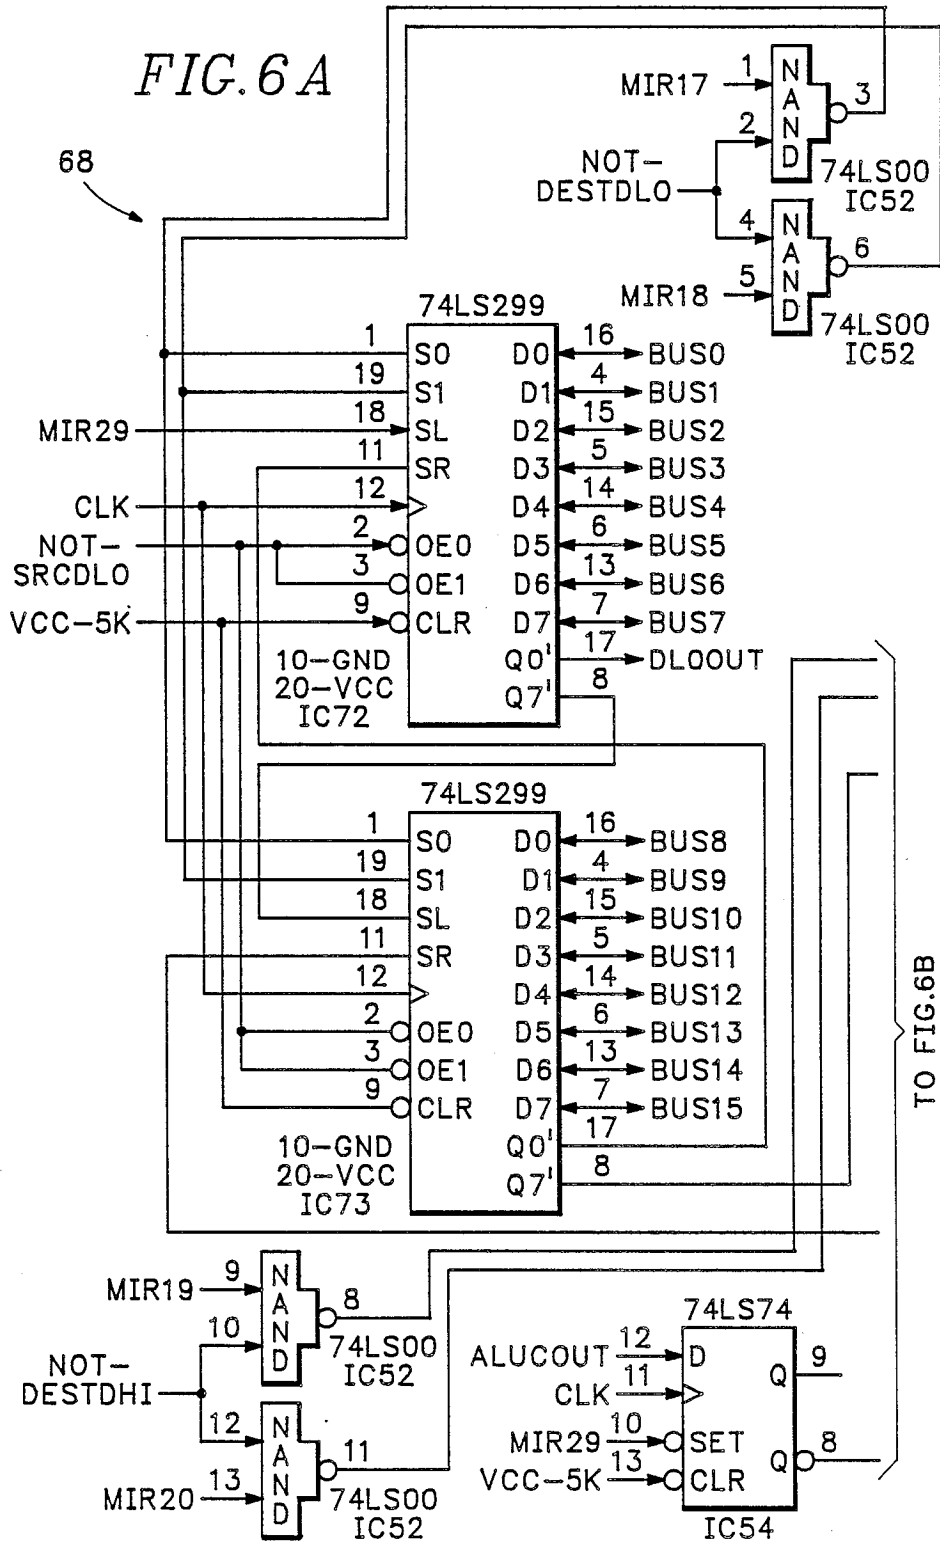 FIG.6A
68
MIR17
1
2
NAND
3
74LS00
IC52
NOT-
DESTDLO
4
5
NAND
6
MIR18
74LS00
IC52
74LS299
1 S0 D0 16 BUS0
19 S1 D1 4 BUS1
MIR29 18 SL D2 15 BUS2
11 SR D3 5 BUS3
CLK 12 D4 14 BUS4
NOT-
SRCDLO
2 OE0 D5 6 BUS5
3 OE1 D6 13 BUS6
VCC-5K 9 CLR D7 7 BUS7
Q0' 17 DLOOUT
Q7' 8
10-GND
20-VCC
IC72
74LS299
1 S0 D0 16 BUS8
19 S1 D1 4 BUS9
18 SL D2 15 BUS10
11 SR D3 5 BUS11
12 D4 14 BUS12
2 OE0 D5 6 BUS13
3 OE1 D6 13 BUS14
9 CLR D7 7 BUS15
Q0' 17
Q7' 8
10-GND
20-VCC
IC73
TO FIG.6B
MIR19 9
10
NAND
8
74LS00
IC52
NOT-
DESTDHI
12
MIR20 13
NAND
11
74LS00
IC52
74LS74
ALUCOUT 12 D Q 9
CLK 11
MIR29 10 SET
VCC-5K 13 CLR Q 8
IC54